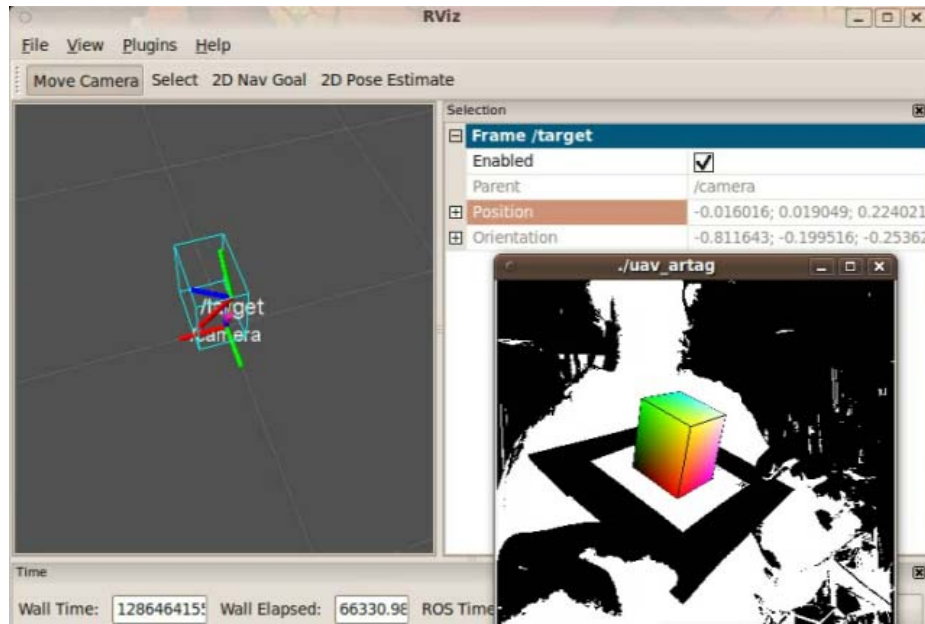 RViz
File View Plugins Help
Move Camera Select 2D Nav Goal 2D Pose Estimate
Selection
Frame /target
Enabled
Parent /camera
Position -0.016016; 0.019049; 0.224021
Orientation -0.811643; -0.199516; -0.25362
./uav_artag
/target
/camera
Time
Wall Time: 1286464155 Wall Elapsed: 66330.98 ROS Time